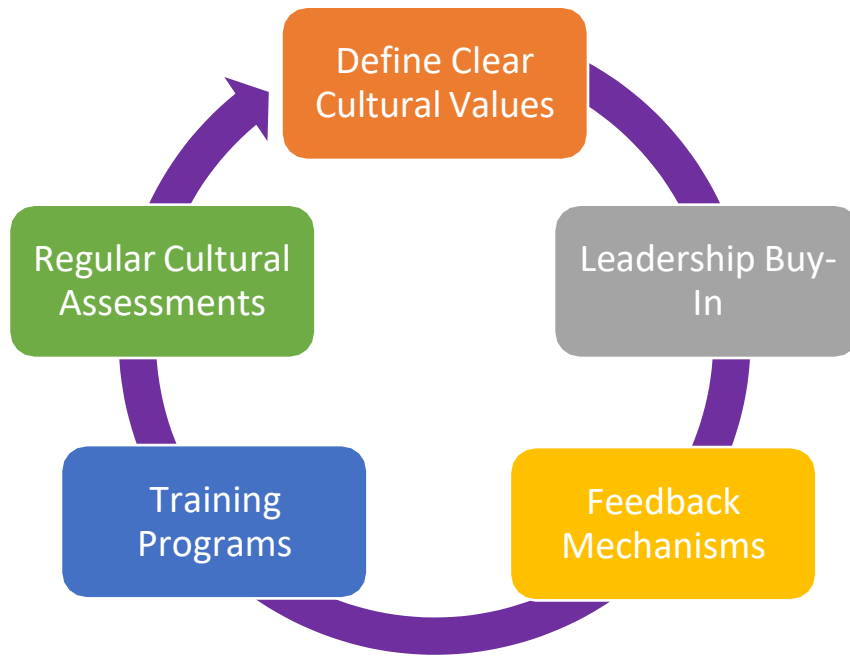 Define Clear
Cultural Values
Leadership Buy-
In
Feedback
Mechanisms
Training
Programs
Regular Cultural
Assessments